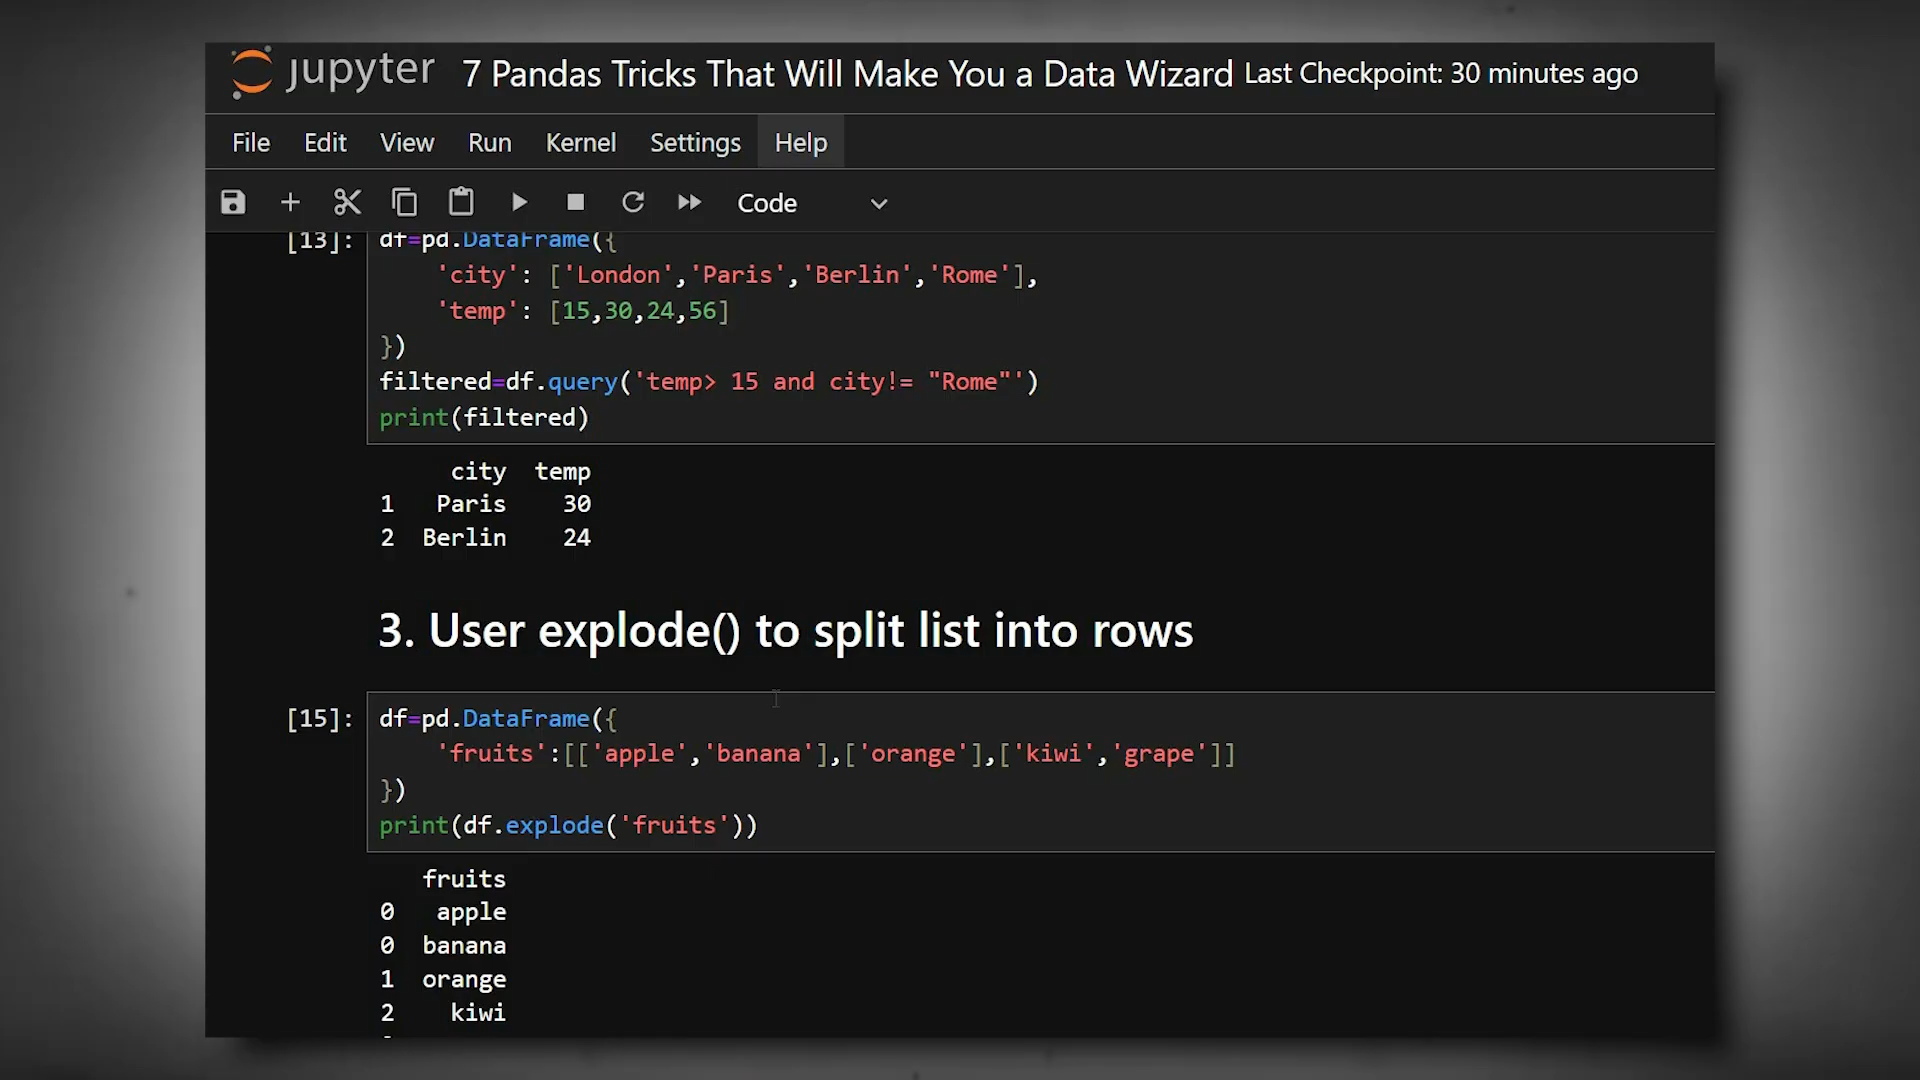 jupyter 7 Pandas Tricks That Will Make You a Data Wizard Last Checkpoint: 30 minutes ago
File Edit View Run Kernel Settings Help
Code
[13]: df=pd.DataFrame({
'city': ['London','Paris','Berlin','Rome'],
'temp': [15,30,24,56]
})
filtered=df.query('temp> 15 and city!= "Rome"')
print(filtered)
city temp
1 Paris 30
2 Berlin 24
3. User explode() to split list into rows
[15]: df=pd.DataFrame({
'fruits':[['apple','banana'],['orange'],['kiwi','grape']]
})
print(df.explode('fruits'))
fruits
0 apple
0 banana
1 orange
2 kiwi